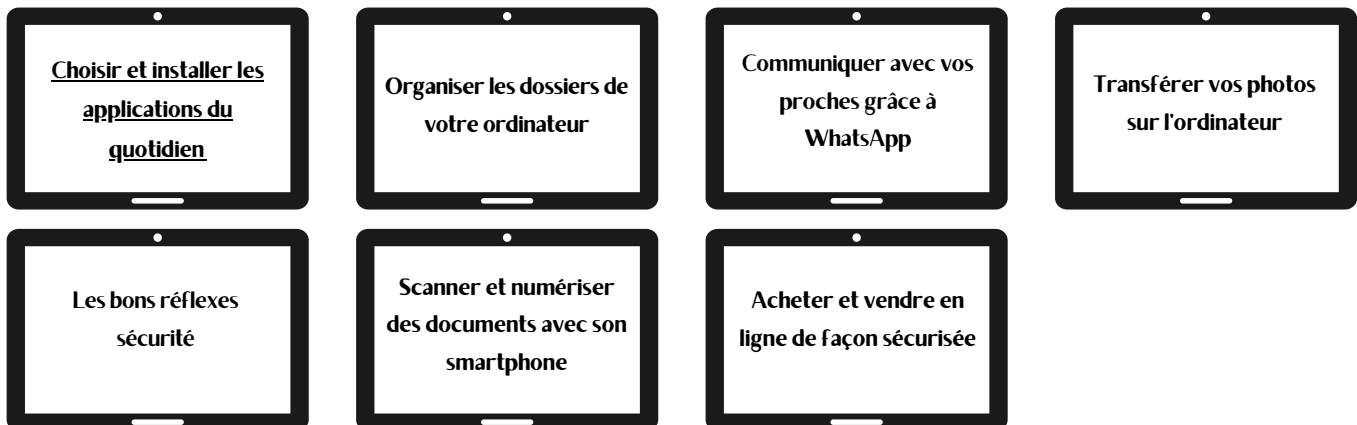 Choisir et installer les
applications du
quotidien
Organiser les dossiers de
votre ordinateur
Communiquer avec vos
proches grâce à
WhatsApp
Transférer vos photos
sur l'ordinateur
Les bons réflexes
sécurité
Scanner et numériser
des documents avec son
smartphone
Acheter et vendre en
ligne de façon sécurisée